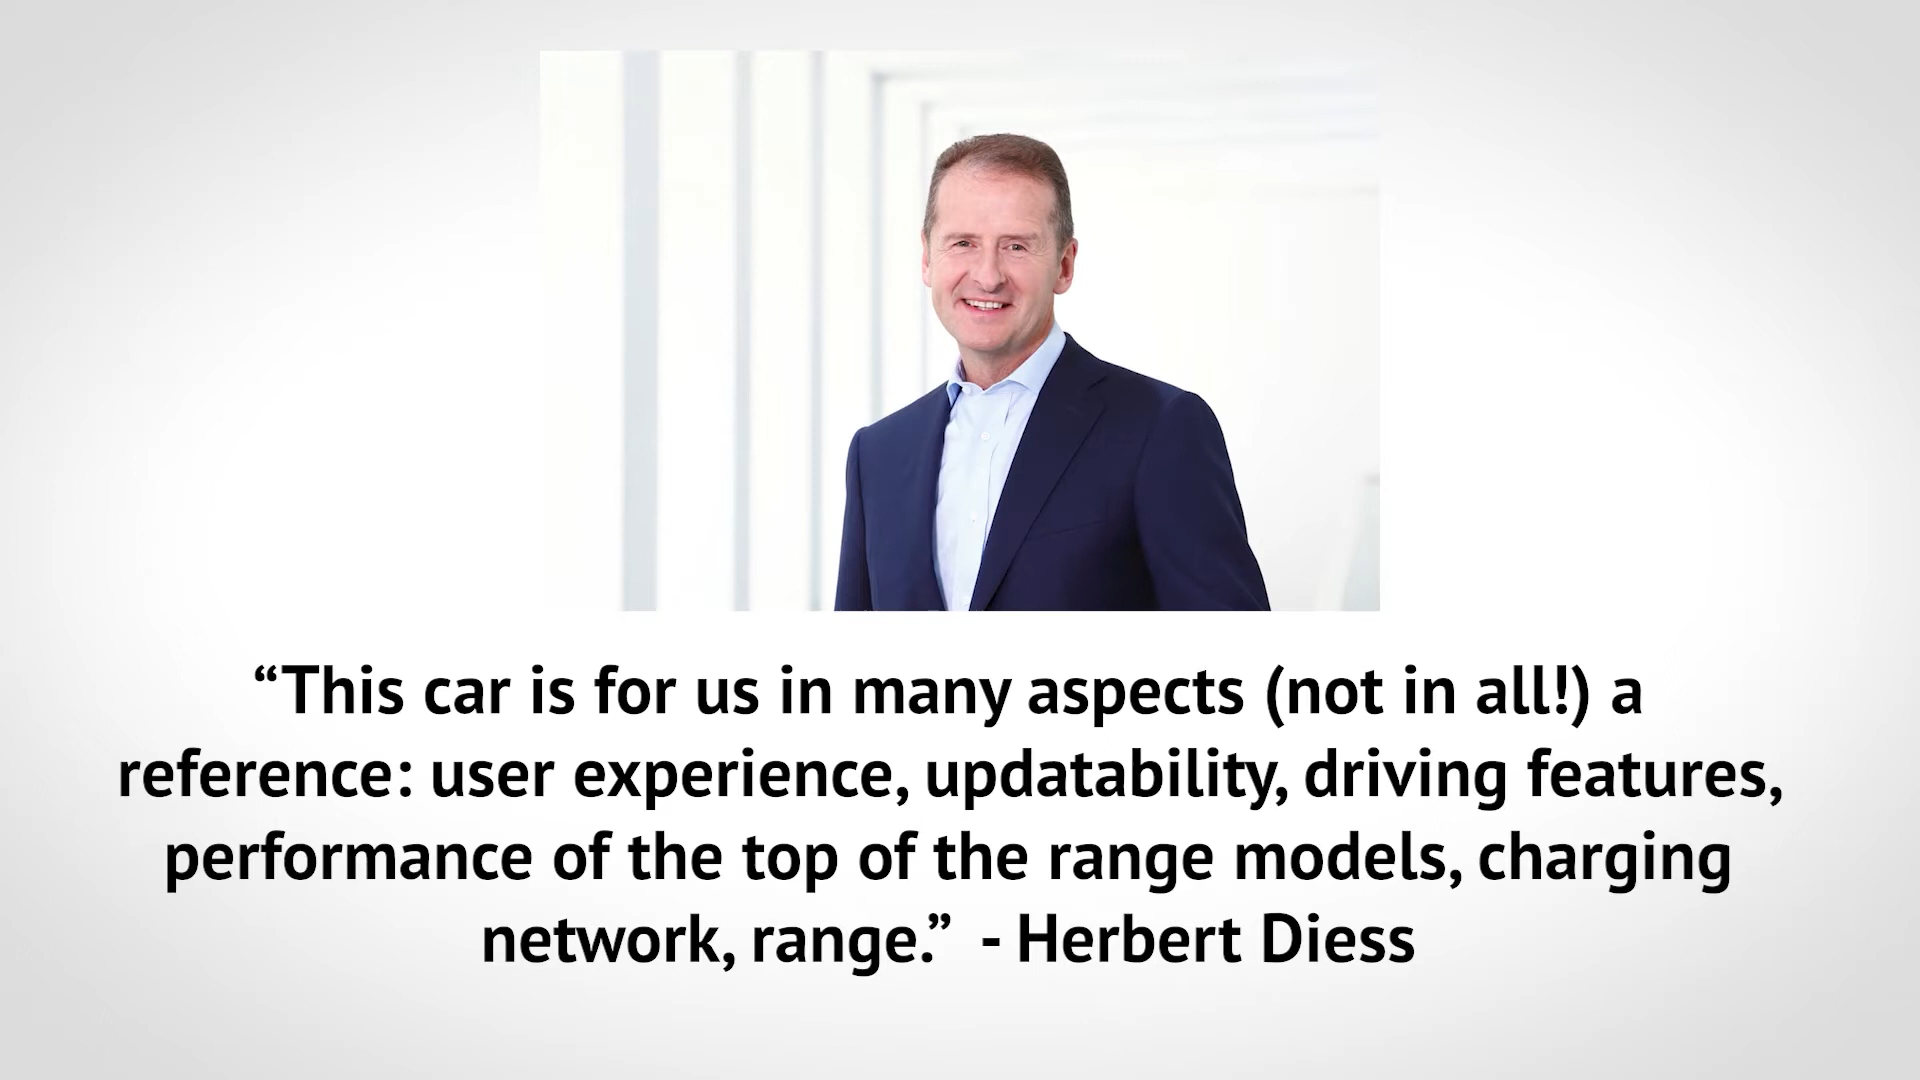 “This car is for us in many aspects (not in all!) a
reference: user experience, updatability, driving features,
performance of the top of the range models, charging
network, range.”  - Herbert Diess